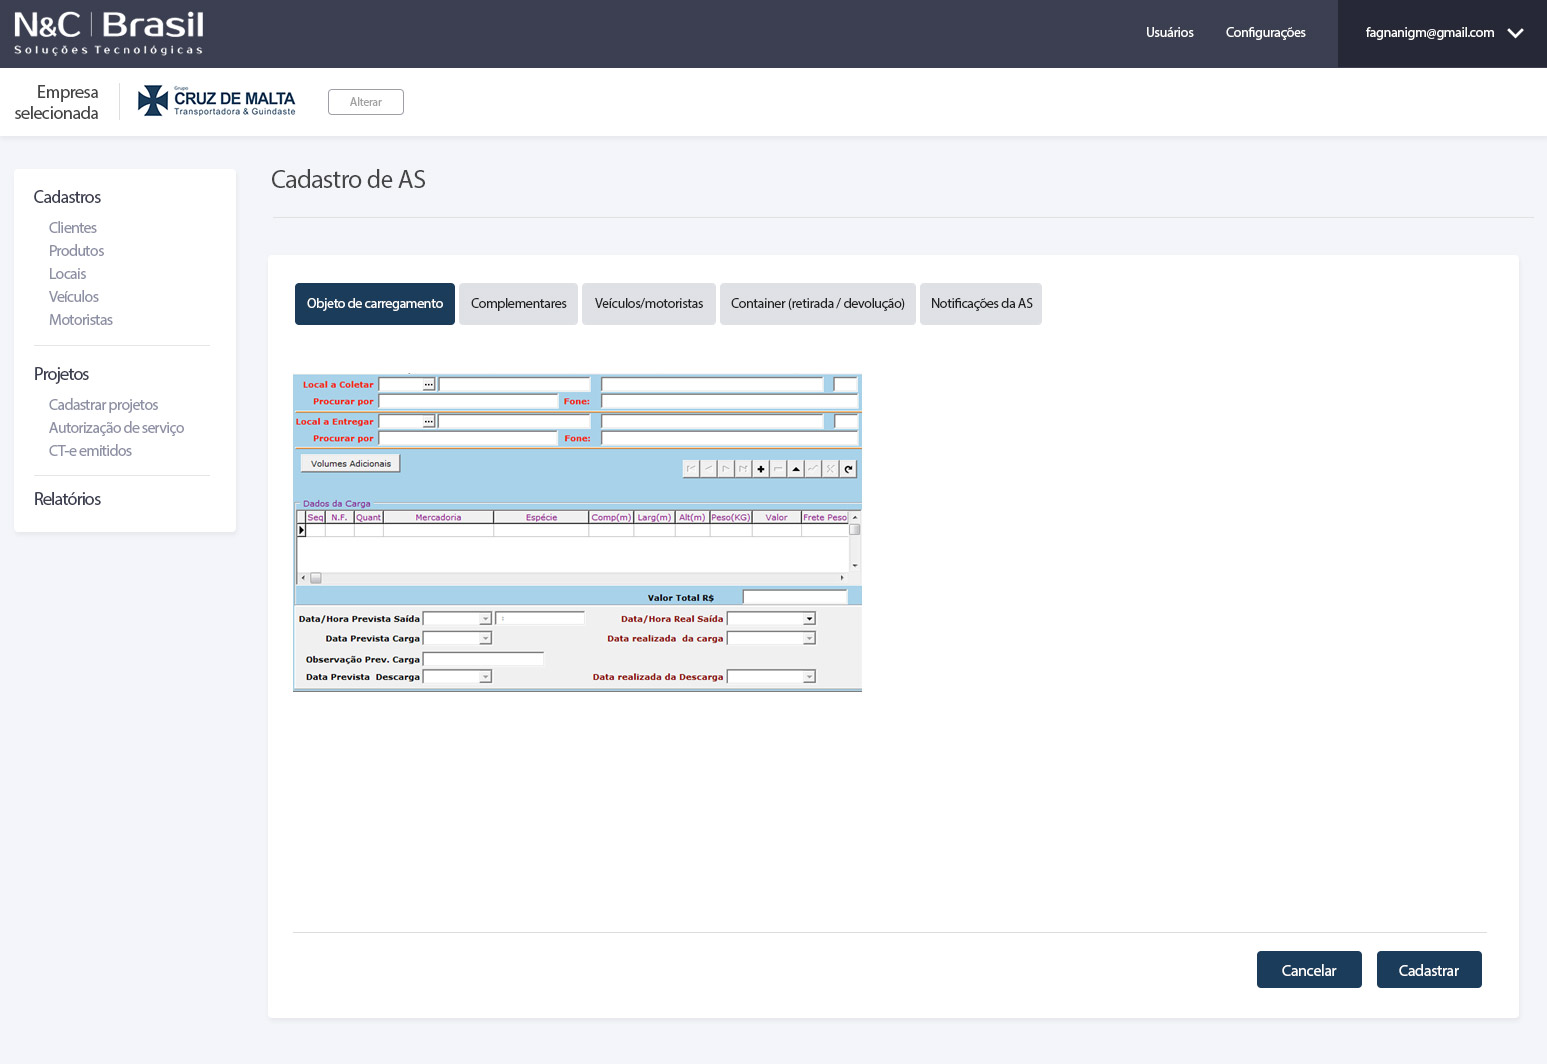 N&C | Brasil
Soluções Tecnológicas
Usuários
Configurações
fagnanigm@gmail.com
Empresa
selecionada
Grupo
CRUZ DE MALTA
Transportadora & Guindaste
Alterar
Cadastros
Clientes
Produtos
Locais
Veículos
Motoristas
Projetos
Cadastrar projetos
Autorização de serviço
CT-e emitidos
Relatórios
Cadastro de AS
Objeto de carregamento
Complementares
Veículos/motoristas
Container (retirada / devolução)
Notificações da AS
Local a Coletar
Procurar por
Fone:
Local a Entregar
Procurar por
Fone:
Volumes Adicionais
Dados da Carga
Seq N.F. Quant Mercadoria Espécie Comp(m) Larg(m) Alt(m) Peso(KG) Valor Frete Peso
Valor Total R$
Data/Hora Prevista Saída : Data/Hora Real Saída
Data Prevista Carga Data realizada da carga
Observação Prev. Carga
Data Prevista Descarga Data realizada da Descarga
Cancelar
Cadastrar